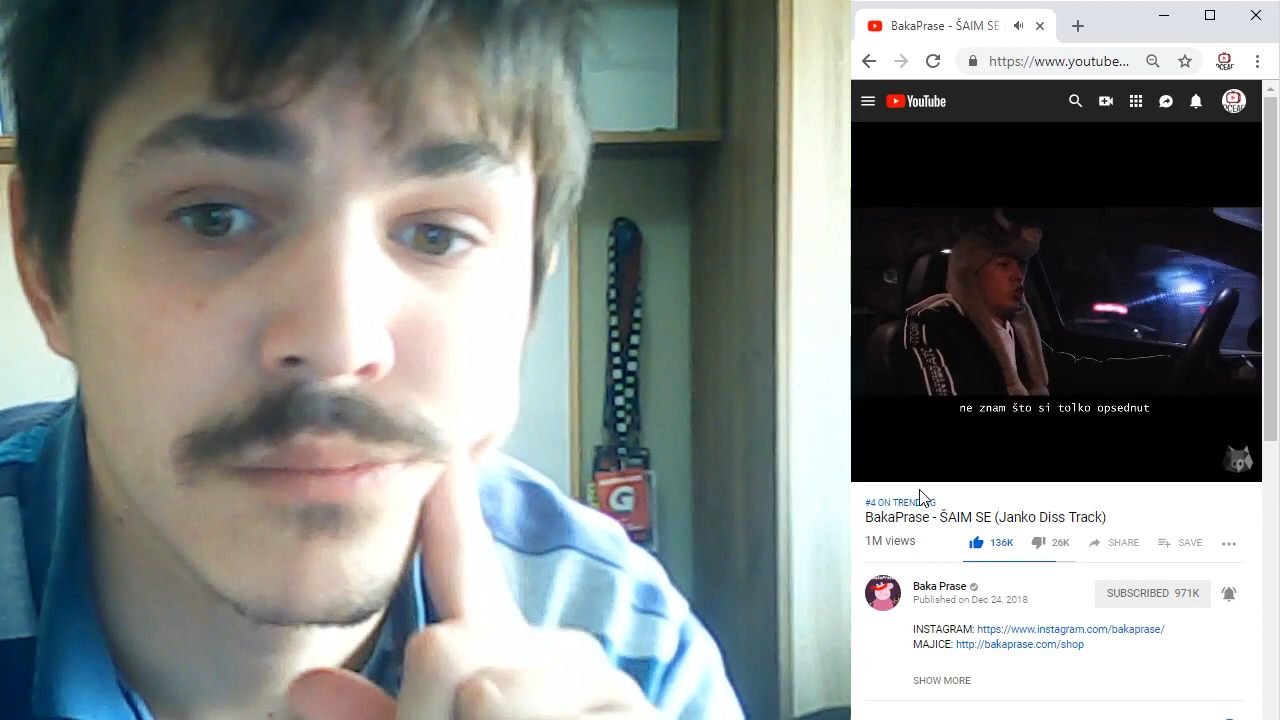 BakaPrase - ŠAIM SE
https://www.youtube...
YouTube
ne znam što si tolko opsednut
#4 ON TRENDING
BakaPrase - ŠAIM SE (Janko Diss Track)
1M views
136K
26K
SHARE
SAVE
Baka Prase
Published on Dec 24, 2018
SUBSCRIBED 971K
INSTAGRAM: https://www.instagram.com/bakaprase/
MAJICE: http://bakaprase.com/shop
SHOW MORE
G